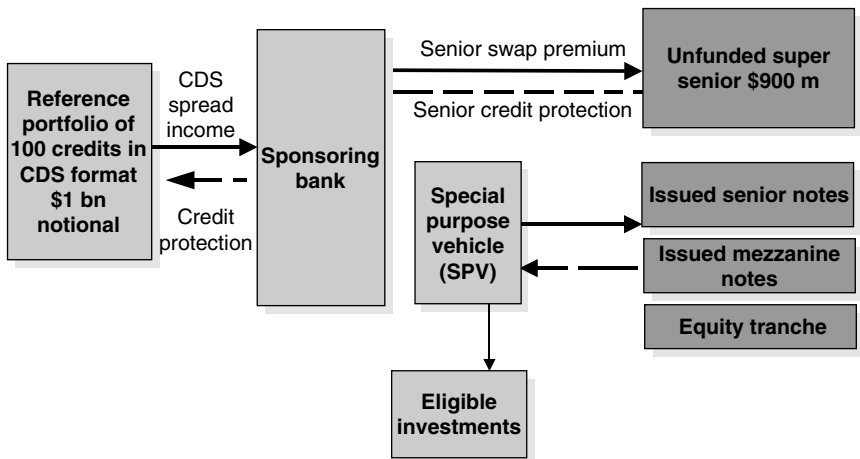 Reference
portfolio of
100 credits in
CDS format
$1 bn
notional
CDS
spread
income
Credit
protection
Sponsoring
bank
Senior swap premium
Senior credit protection
Unfunded super
senior $900 m
Special
purpose
vehicle
(SPV)
Issued senior notes
Issued mezzanine
notes
Equity tranche
Eligible
investments